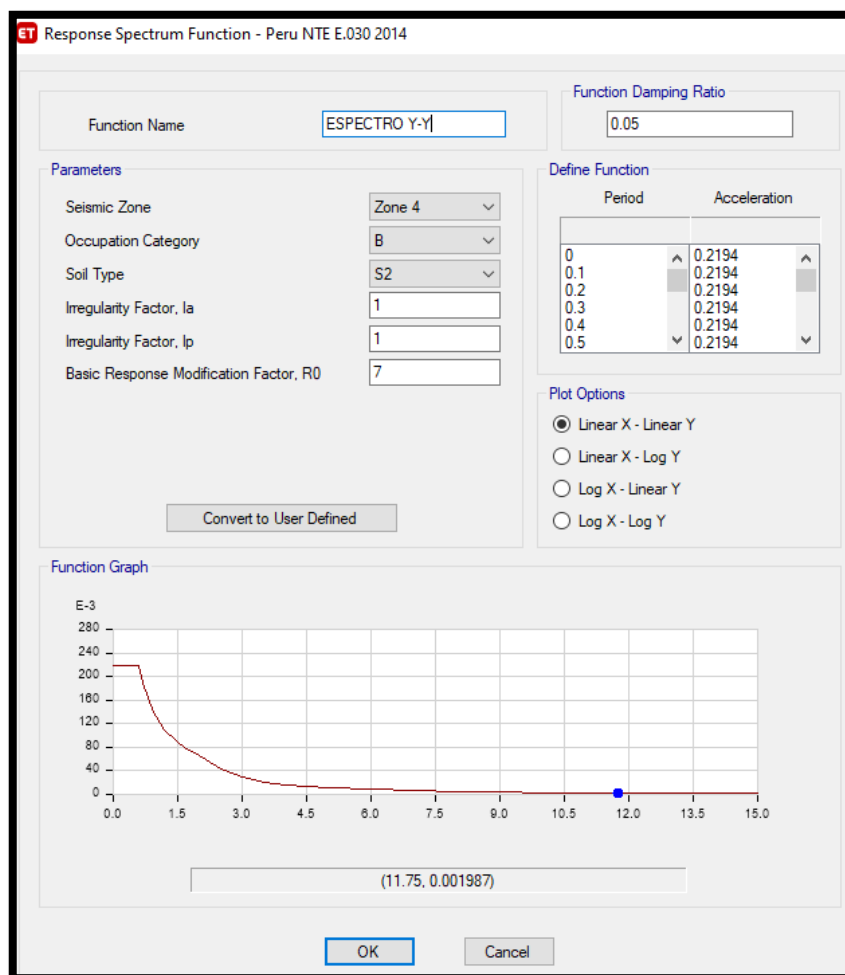 ET Response Spectrum Function - Peru NTE E.030 2014
Function Name
ESPECTRO Y-Y
Function Damping Ratio
0.05
Parameters
Seismic Zone Zone 4
Occupation Category B
Soil Type S2
Irregularity Factor, Ia 1
Irregularity Factor, Ip 1
Basic Response Modification Factor, R0 7
Convert to User Defined
Define Function
Period Acceleration
0 0.2194
0.1 0.2194
0.2 0.2194
0.3 0.2194
0.4 0.2194
0.5 0.2194
Plot Options
Linear X - Linear Y
Linear X - Log Y
Log X - Linear Y
Log X - Log Y
Function Graph
E-3
280
240
200
160
120
80
40
0
0.0 1.5 3.0 4.5 6.0 7.5 9.0 10.5 12.0 13.5 15.0
(11.75, 0.001987)
OK Cancel